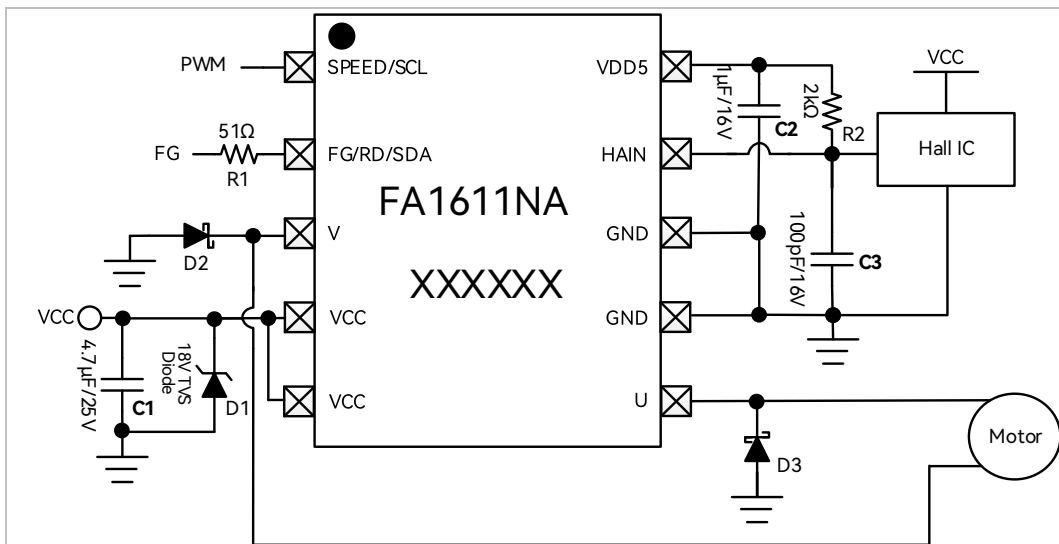 PWM
SPEED/SCL
VDD5
1μF/16V
C2
2kΩ
R2
VCC
Hall IC
FG
51Ω
R1
FG/RD/SDA
HAIN
FA1611NA
XXXXXX
D2
V
GND
100pF/16V
C3
VCC
VCC
GND
4.7μF/25V
C1
18V TVS
Diode
D1
VCC
U
D3
Motor